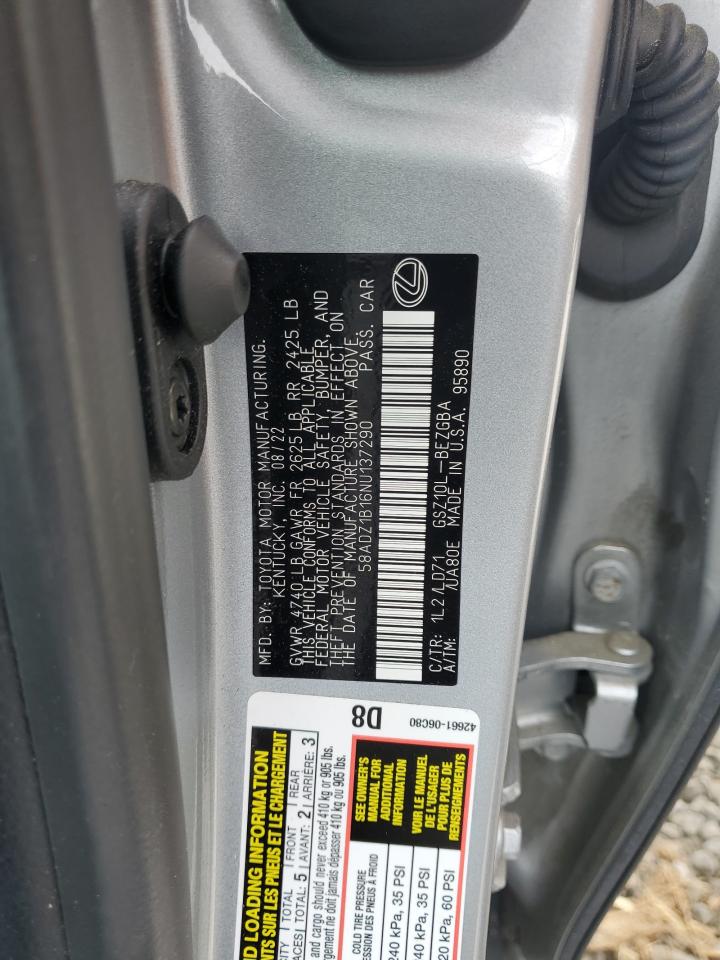 MFD. BY: TOYOTA MOTOR MANUFACTURING.
KENTUCKY, INC. 08/22
GVWR 4740 LB GAWR FR 2625 LB RR 2425 LB
THIS VEHICLE CONFORMS TO ALL APPLICABLE
FEDERAL MOTOR VEHICLE SAFETY, BUMPER, AND
THEFT PREVENTION STANDARDS IN EFFECT ON
THE DATE OF MANUFACTURE SHOWN ABOVE.
58ADZ1B16NU137290 PASS. CAR
C/TR: 1L2/LD71 GSZ10L-BEZGBA
A/TM: /UA80E MADE IN U.S.A. 95890
D8
42661-06C80
LOADING INFORMATION
SUR LES PNEUS ET LE CHARGEMENT
TOTAL FRONT REAR
TOTAL: 5 AVANT: 2 ARRIÈRE: 3
and cargo should never exceed 410 kg or 905 lbs.
ne doit jamais dépasser 410 kg ou 905 lbs.
COLD TIRE PRESSURE
DES PNEUS À FROID
240 kPa, 35 PSI
240 kPa, 35 PSI
kPa, 60 PSI
SEE OWNER'S
MANUAL FOR
ADDITIONAL
INFORMATION
VOIR LE MANUEL
DE L'USAGER
POUR PLUS DE
RENSEIGNEMENTS